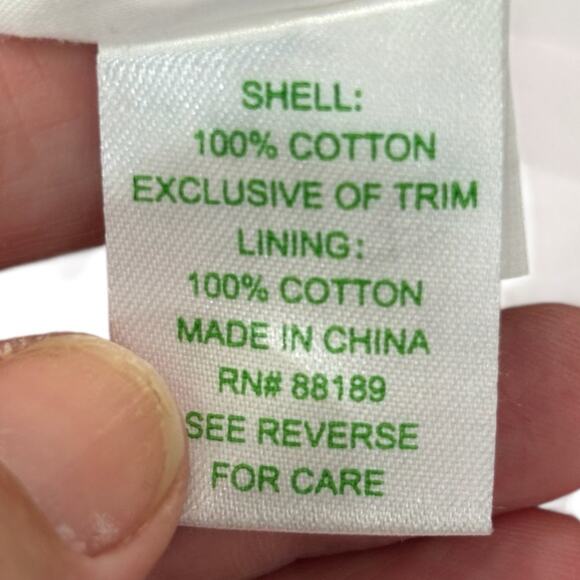 SHELL:
100% COTTON
EXCLUSIVE OF TRIM
LINING:
100% COTTON
MADE IN CHINA
RN# 88189
SEE REVERSE
FOR CARE